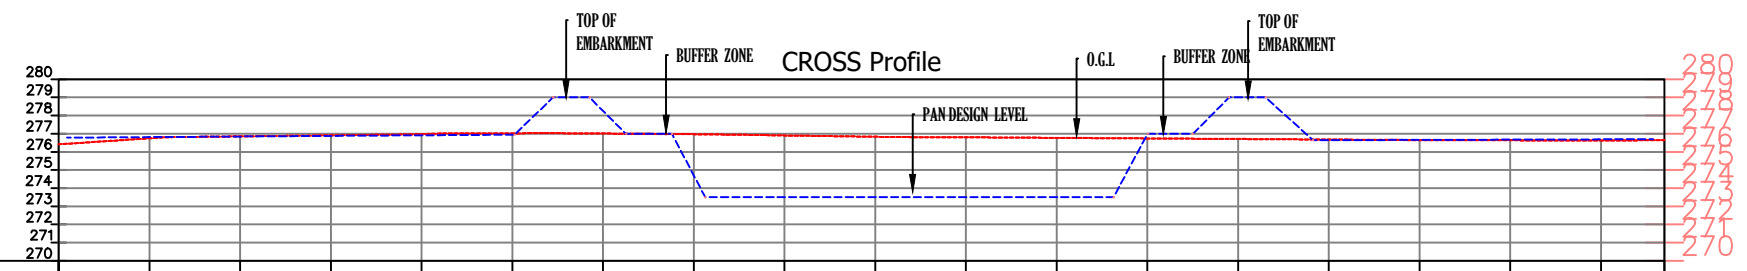 TOP OF
EMBARKMENT
BUFFER ZONE
CROSS Profile
O.G.L
BUFFER ZONE
TOP OF
EMBARKMENT
PAN DESIGN LEVEL
280
279
278
277
276
275
274
273
272
271
270
280
279
278
277
276
275
274
273
272
271
270